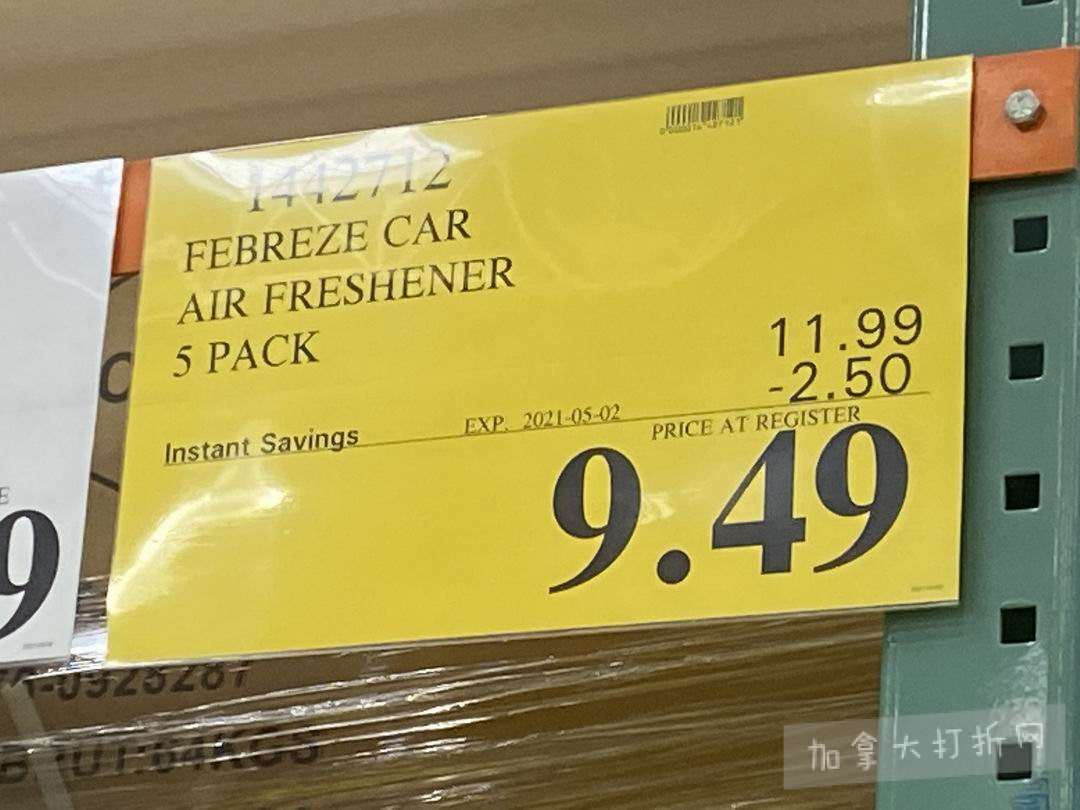 1442712
FEBREZE CAR
AIR FRESHENER
5 PACK
11.99
-2.50
Instant Savings
EXP. 2021-05-02
PRICE AT REGISTER
9.49
9
加拿大打折网